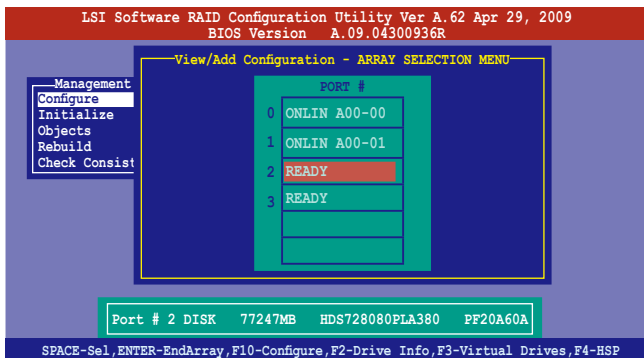 LSI Software RAID Configuration Utility Ver A.62 Apr 29, 2009
BIOS Version A.09.04300936R
View/Add Configuration - ARRAY SELECTION MENU
Management
Configure
Initialize
Objects
Rebuild
Check Consist
PORT #
0 ONLIN A00-00
1 ONLIN A00-01
2 READY
3 READY
Port # 2 DISK 77247MB HDS728080PLA380 PF20A60A
SPACE-Sel,ENTER-EndArray,F10-Configure,F2-Drive Info,F3-Virtual Drives,F4-HSP